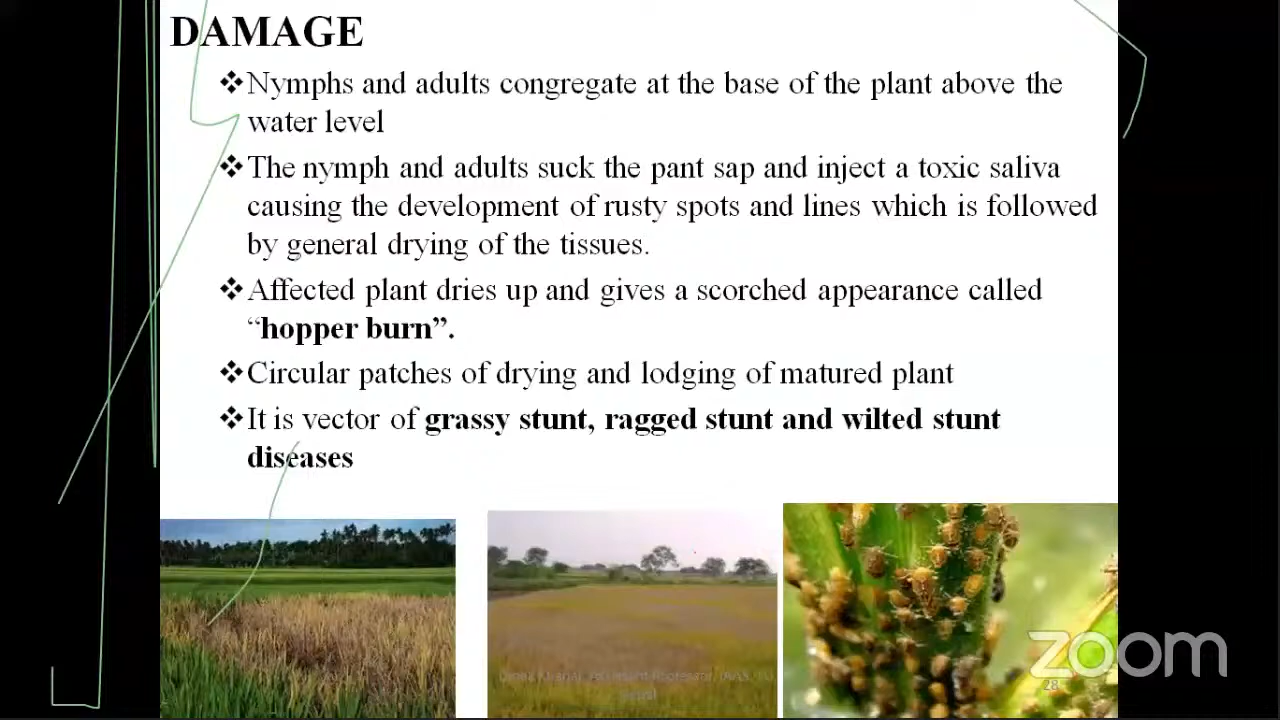 DAMAGE
❖Nymphs and adults congregate at the base of the plant above the
water level
❖The nymph and adults suck the pant sap and inject a toxic saliva
causing the development of rusty spots and lines which is followed
by general drying of the tissues.
❖Affected plant dries up and gives a scorched appearance called
“hopper burn”.
❖Circular patches of drying and lodging of matured plant
❖It is vector of grassy stunt, ragged stunt and wilted stunt
diseases
zoom
28